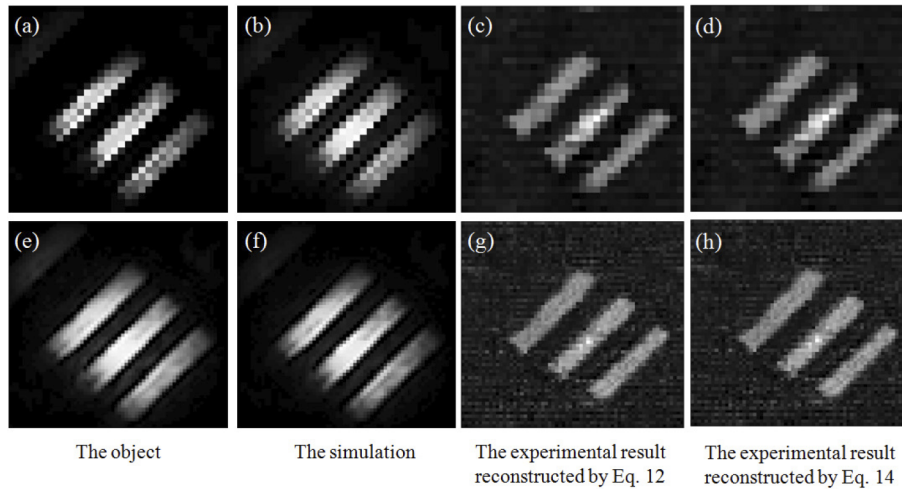 (a) (b) (c) (d)
(e) (f) (g) (h)
The object The simulation The experimental result The experimental result
reconstructed by Eq. 12 reconstructed by Eq. 14